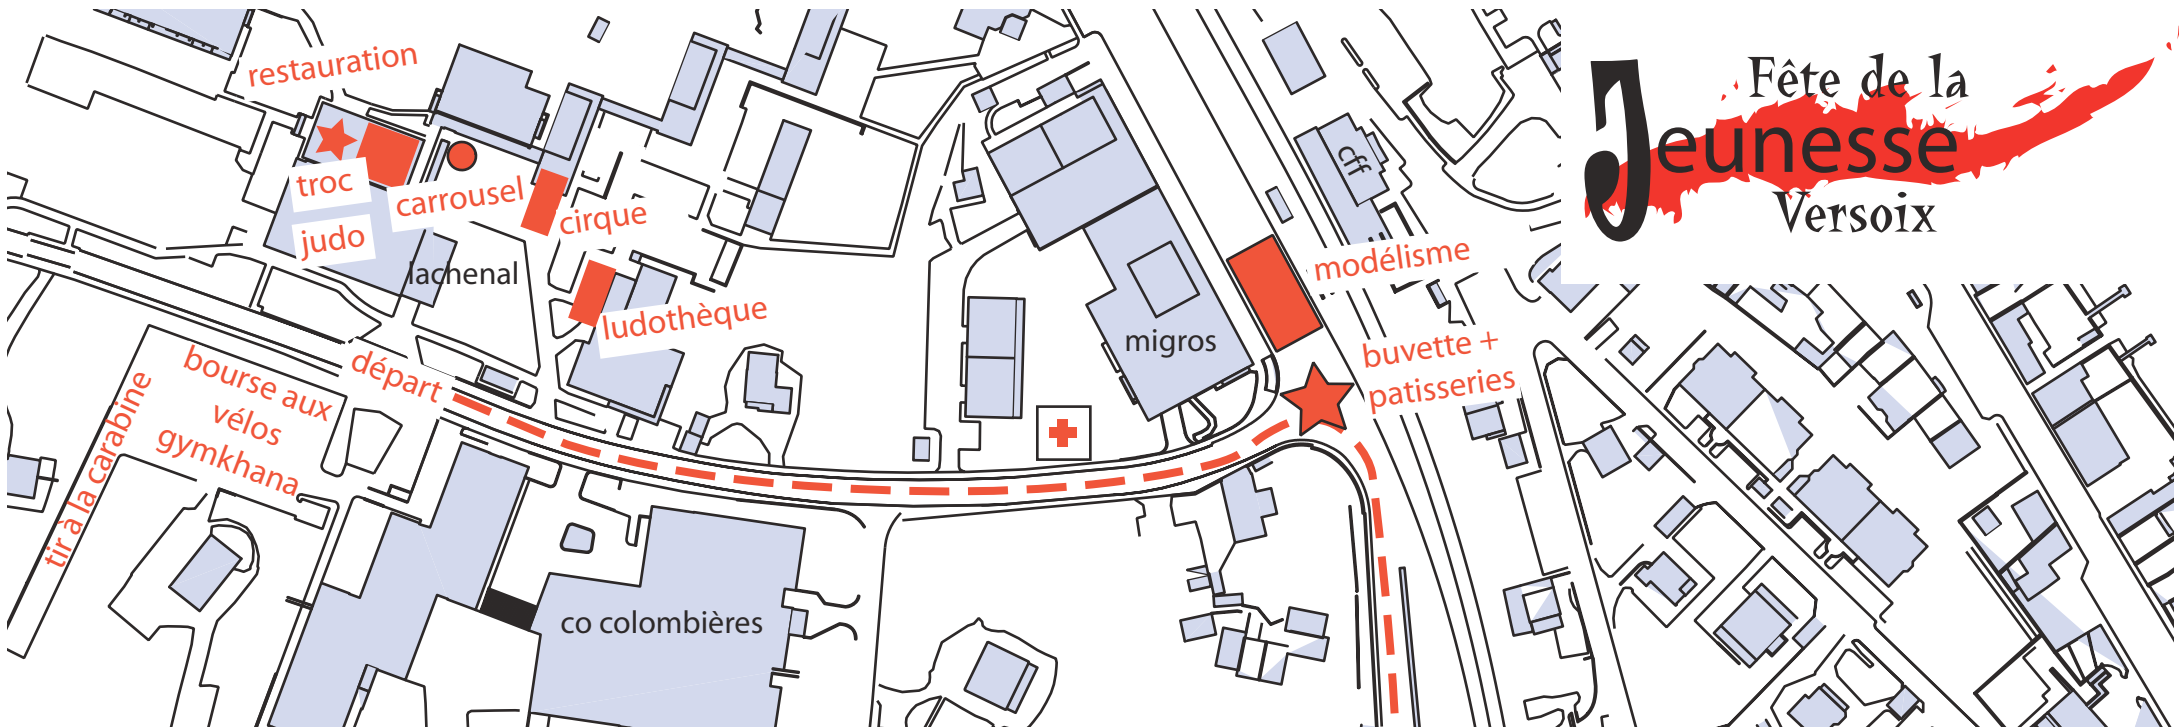 restauration
troc
judo
carrousel
cirque
lachenal
ludothèque
départ
bourse aux
vélos
gymkhana
tir à la carabine
co colombières
migros
cff
modélisme
buvette +
patisseries
Fête de la
Jeunesse
Versoix